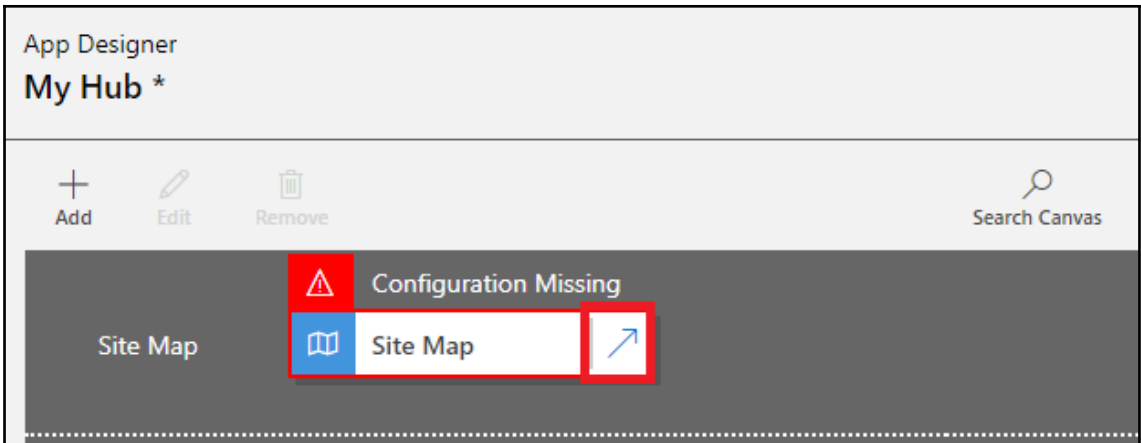 App Designer
My Hub *
Add Edit Remove Search Canvas
Configuration Missing
Site Map Site Map